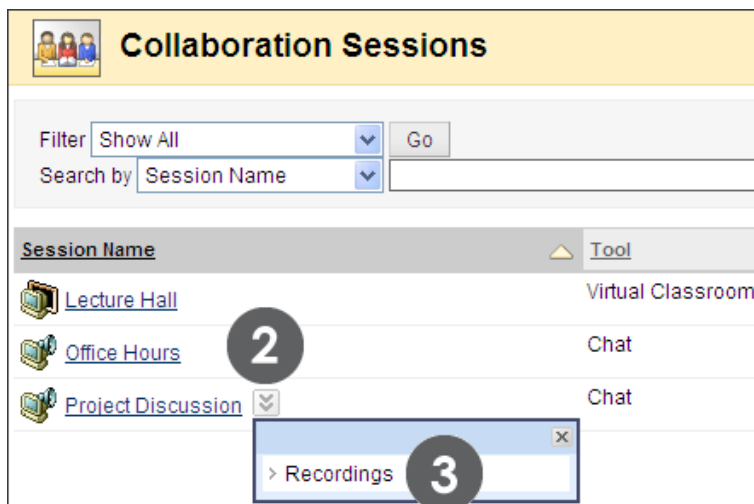 Collaboration Sessions
Filter Show All Go
Search by Session Name
Session Name Tool
Lecture Hall Virtual Classroom
Office Hours 2 Chat
Project Discussion Chat
> Recordings 3